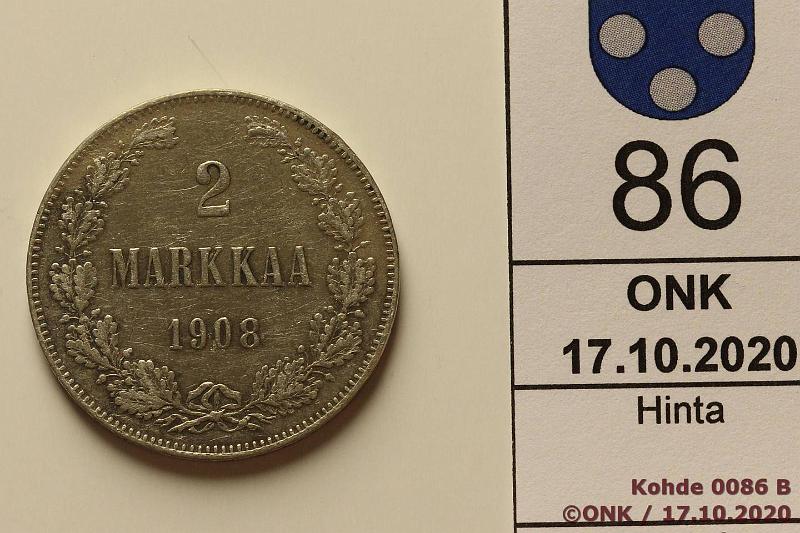 2
MARKKAA
1908
86
ONK
17.10.2020
Hinta
Kohde 0086 B
©ONK / 17.10.2020